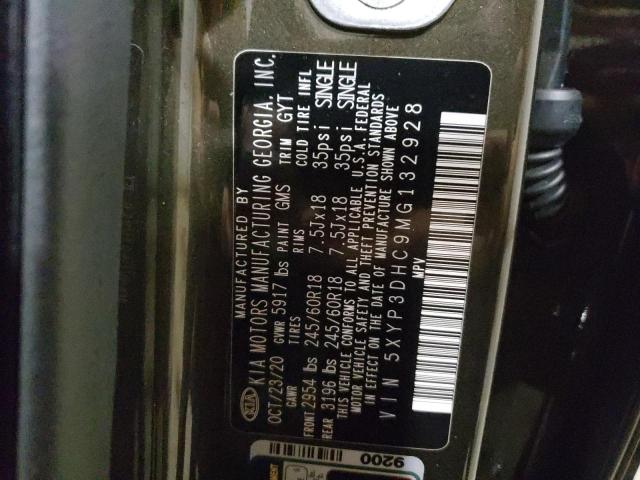 MANUFACTURED BY
KIA KIA MOTORS MANUFACTURING GEORGIA, INC.
OCT/23/20 GVWR 5917 lbs PAINT GMS TRIM GYT
GAWR TIRES RIMS COLD TIRE INFL
FRONT 2954 lbs 245/60R18 7.5Jx18 35psi SINGLE
REAR 3196 lbs 245/60R18 7.5Jx18 35psi SINGLE
THIS VEHICLE CONFORMS TO ALL APPLICABLE U.S.A. FEDERAL
MOTOR VEHICLE SAFETY AND THEFT PREVENTION STANDARDS
IN EFFECT ON THE DATE OF MANUFACTURE SHOWN ABOVE
VIN 5XYP3DHC9MG132928
MPV
9200